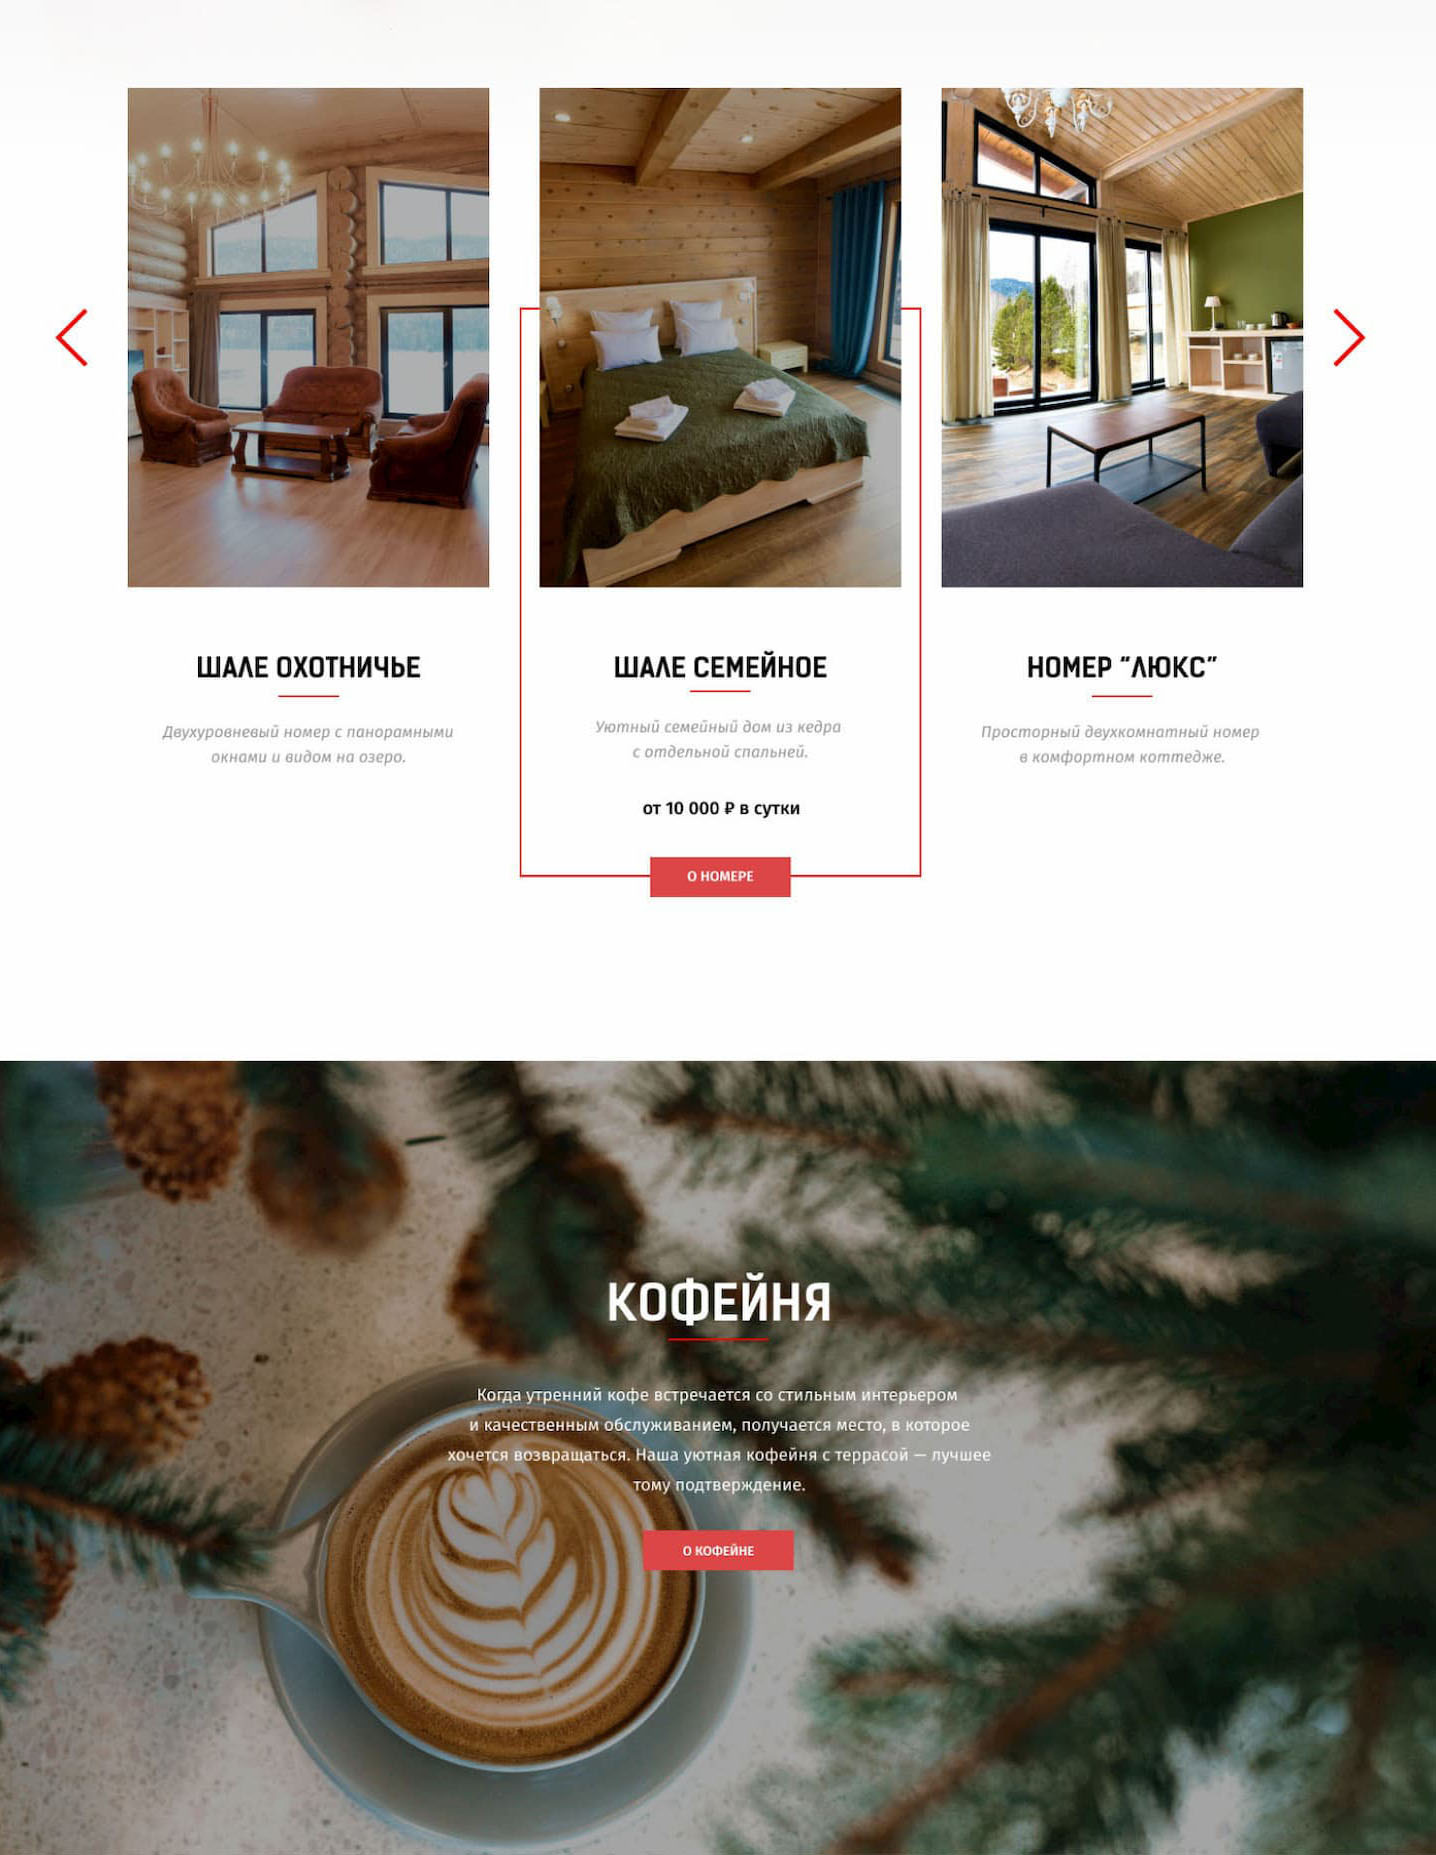 ШАЛЕ ОХОТНИЧЬЕ
Двухуровневый номер с панорамными
окнами и видом на озеро.
ШАЛЕ СЕМЕЙНОЕ
Уютный семейный дом из кедра
с отдельной спальней.
от 10 000 ₽ в сутки
О НОМЕРЕ
НОМЕР “ЛЮКС”
Просторный двухкомнатный номер
в комфортном коттедже.
КОФЕЙНЯ
Когда утренний кофе встречается со стильным интерьером
и качественным обслуживанием, получается место, в которое
хочется возвращаться. Наша уютная кофейня с террасой — лучшее
тому подтверждение.
О КОФЕЙНЕ